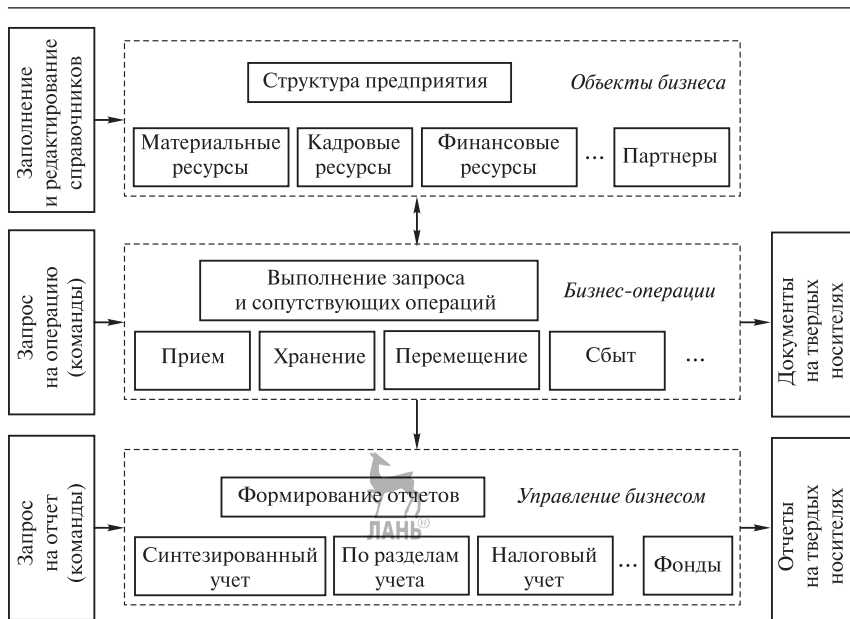 Заполнение
и редактирование
справочников
Структура предприятия
Объекты бизнеса
Материальные
ресурсы
Кадровые
ресурсы
Финансовые
ресурсы
...
Партнеры
Запрос
на операцию
(команды)
Выполнение запроса
и сопутствующих операций
Бизнес-операции
Прием
Хранение
Перемещение
Сбыт
...
Документы
на твердых
носителях
Запрос
на отчет
(команды)
Формирование отчетов
Управление бизнесом
ЛАНЬ®
Синтезированный
учет
По разделам
учета
Налоговый
учет
...
Фонды
Отчеты
на твердых
носителях